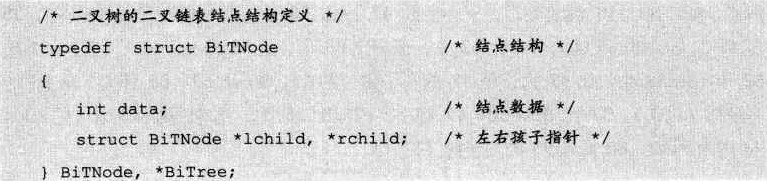 /* 二叉树的二叉链表结点结构定义 */
typedef struct BiTNode /* 结点结构 */
{
int data; /* 结点数据 */
struct BiTNode *lchild, *rchild; /* 左右孩子指针 */
} BiTNode, *BiTree;